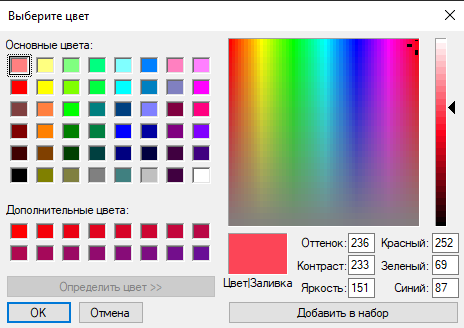 Выберите цвет
Основные цвета:
Дополнительные цвета:
Определить цвет >>
OK
Отмена
Цвет|Заливка
Оттенок: 236
Контраст: 233
Яркость: 151
Красный: 252
Зеленый: 69
Синий: 87
Добавить в набор